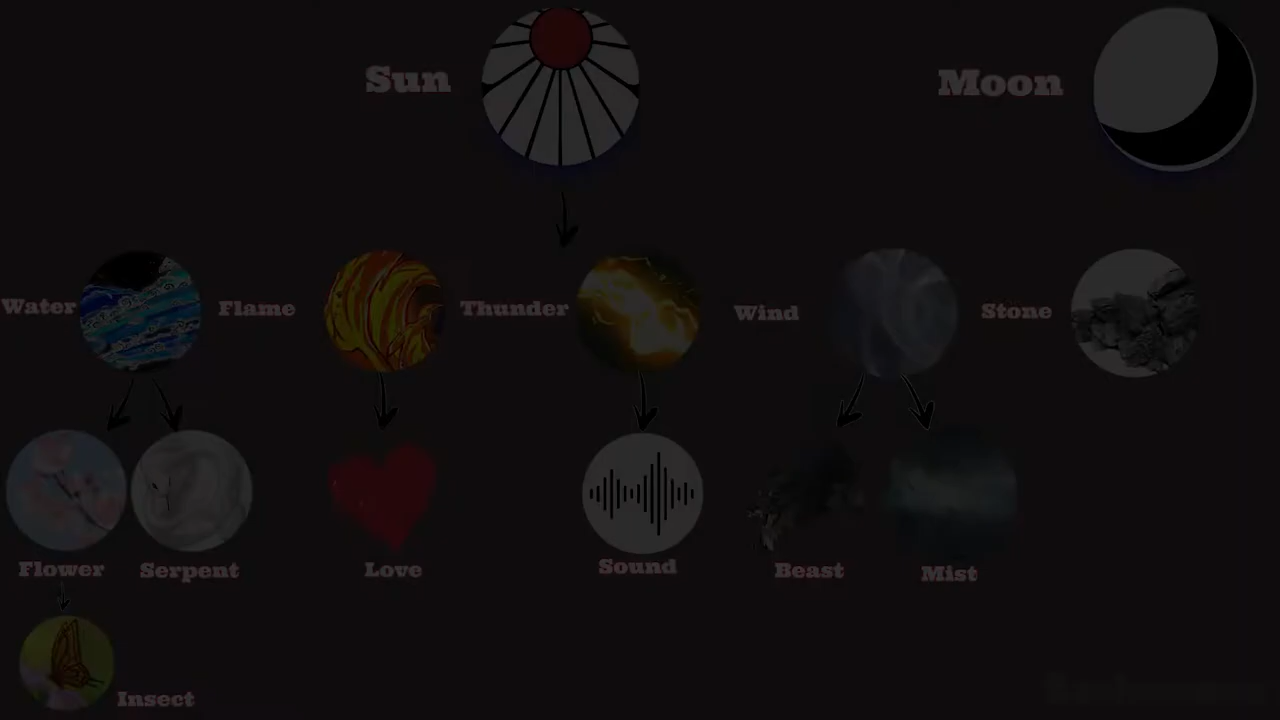 Sun
Moon
Water
Flame
Thunder
Wind
Stone
Flower
Serpent
Love
Sound
Beast
Mist
Insect